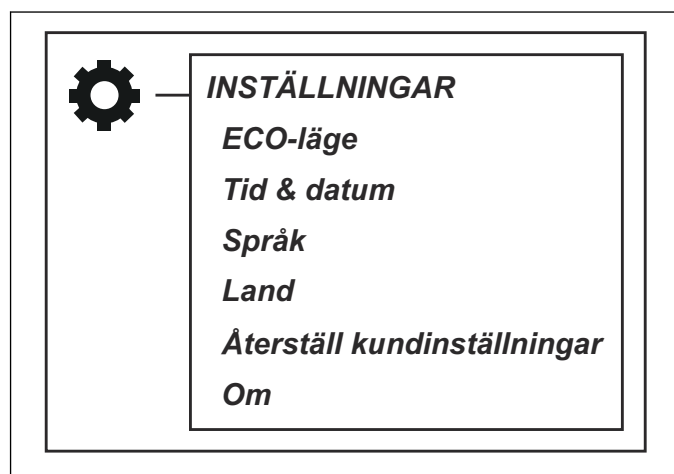 INSTÄLLNINGAR
ECO-läge
Tid & datum
Språk
Land
Återställ kundinställningar
Om